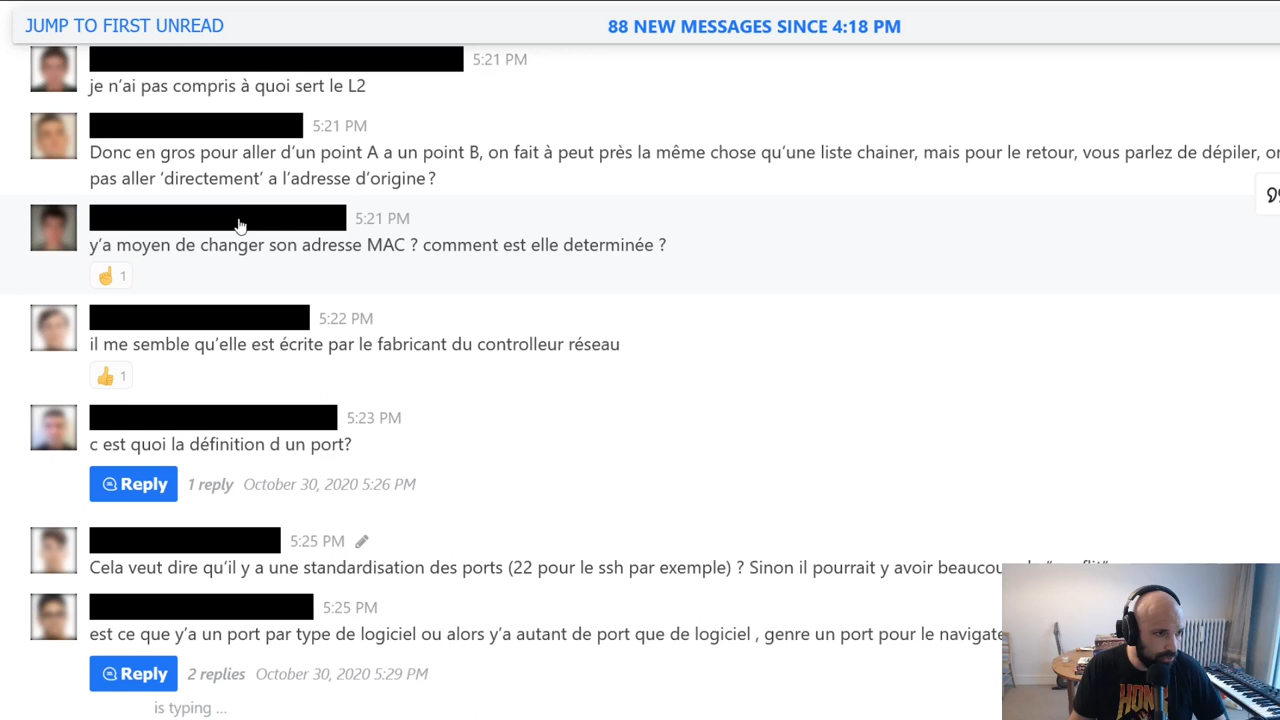 JUMP TO FIRST UNREAD
88 NEW MESSAGES SINCE 4:18 PM
5:21 PM
je n'ai pas compris à quoi sert le L2
5:21 PM
Donc en gros pour aller d'un point A a un point B, on fait à peut près la même chose qu'une liste chainer, mais pour le retour, vous parlez de dépiler,
pas aller 'directement' a l'adresse d'origine ?
5:21 PM
y'a moyen de changer son adresse MAC ? comment est elle determinée ?
1
5:22 PM
il me semble qu'elle est écrite par le fabricant du controlleur réseau
1
5:23 PM
c est quoi la définition d un port?
Reply 1 reply October 30, 2020 5:26 PM
5:25 PM
Cela veut dire qu'il y a une standardisation des ports (22 pour le ssh par exemple) ? Sinon il pourrait y avoir
5:25 PM
est ce que y'a un port par type de logiciel ou alors y'a autant de port que de logiciel , genre un port pour le
Reply 2 replies October 30, 2020 5:29 PM
is typing ...